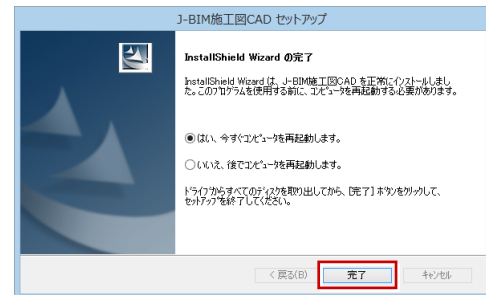 J-BIM施工図CAD セットアップ
InstallShield Wizard の完了
InstallShield Wizard は、J-BIM施工図CAD を正常にインストールしまし
た。このプログラムを使用する前に、コンピュータを再起動する必要があります。
はい、今すぐコンピュータを再起動します。
いいえ、後でコンピュータを再起動します。
ドライブからすべてのディスクを取り出してから、[完了] ボタンをクリックして、
セットアップを終了してください。
< 戻る(B)
完了
キャンセル